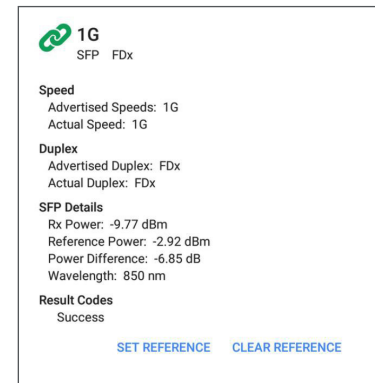 1G
SFP FDx
Speed
Advertised Speeds: 1G
Actual Speed: 1G
Duplex
Advertised Duplex: FDx
Actual Duplex: FDx
SFP Details
Rx Power: -9.77 dBm
Reference Power: -2.92 dBm
Power Difference: -6.85 dB
Wavelength: 850 nm
Result Codes
Success
SET REFERENCE CLEAR REFERENCE